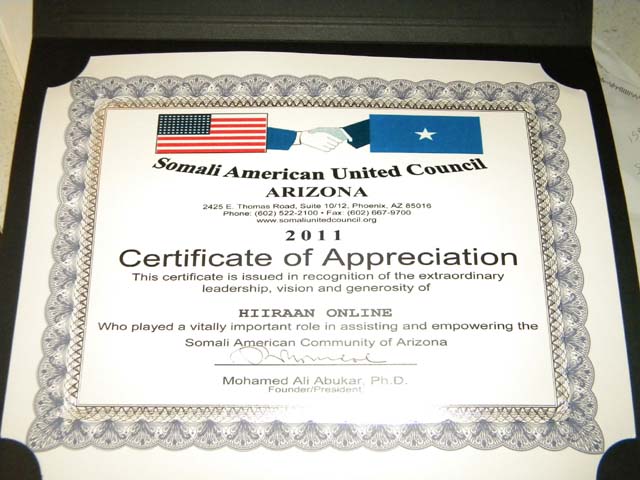 Somali American United Council
ARIZONA
2425 E. Thomas Road, Suite 10/12, Phoenix, AZ 85016
Phone: (602) 522-2100 • Fax: (602) 667-9700
www.somaliunitedcouncil.org
2011
Certificate of Appreciation
This certificate is issued in recognition of the extraordinary
leadership, vision and generosity of
HIIRAAN ONLINE
Who played a vitally important role in assisting and empowering the
Somali American Community of Arizona
Mohamed Ali Abukar, Ph.D.
Founder/President